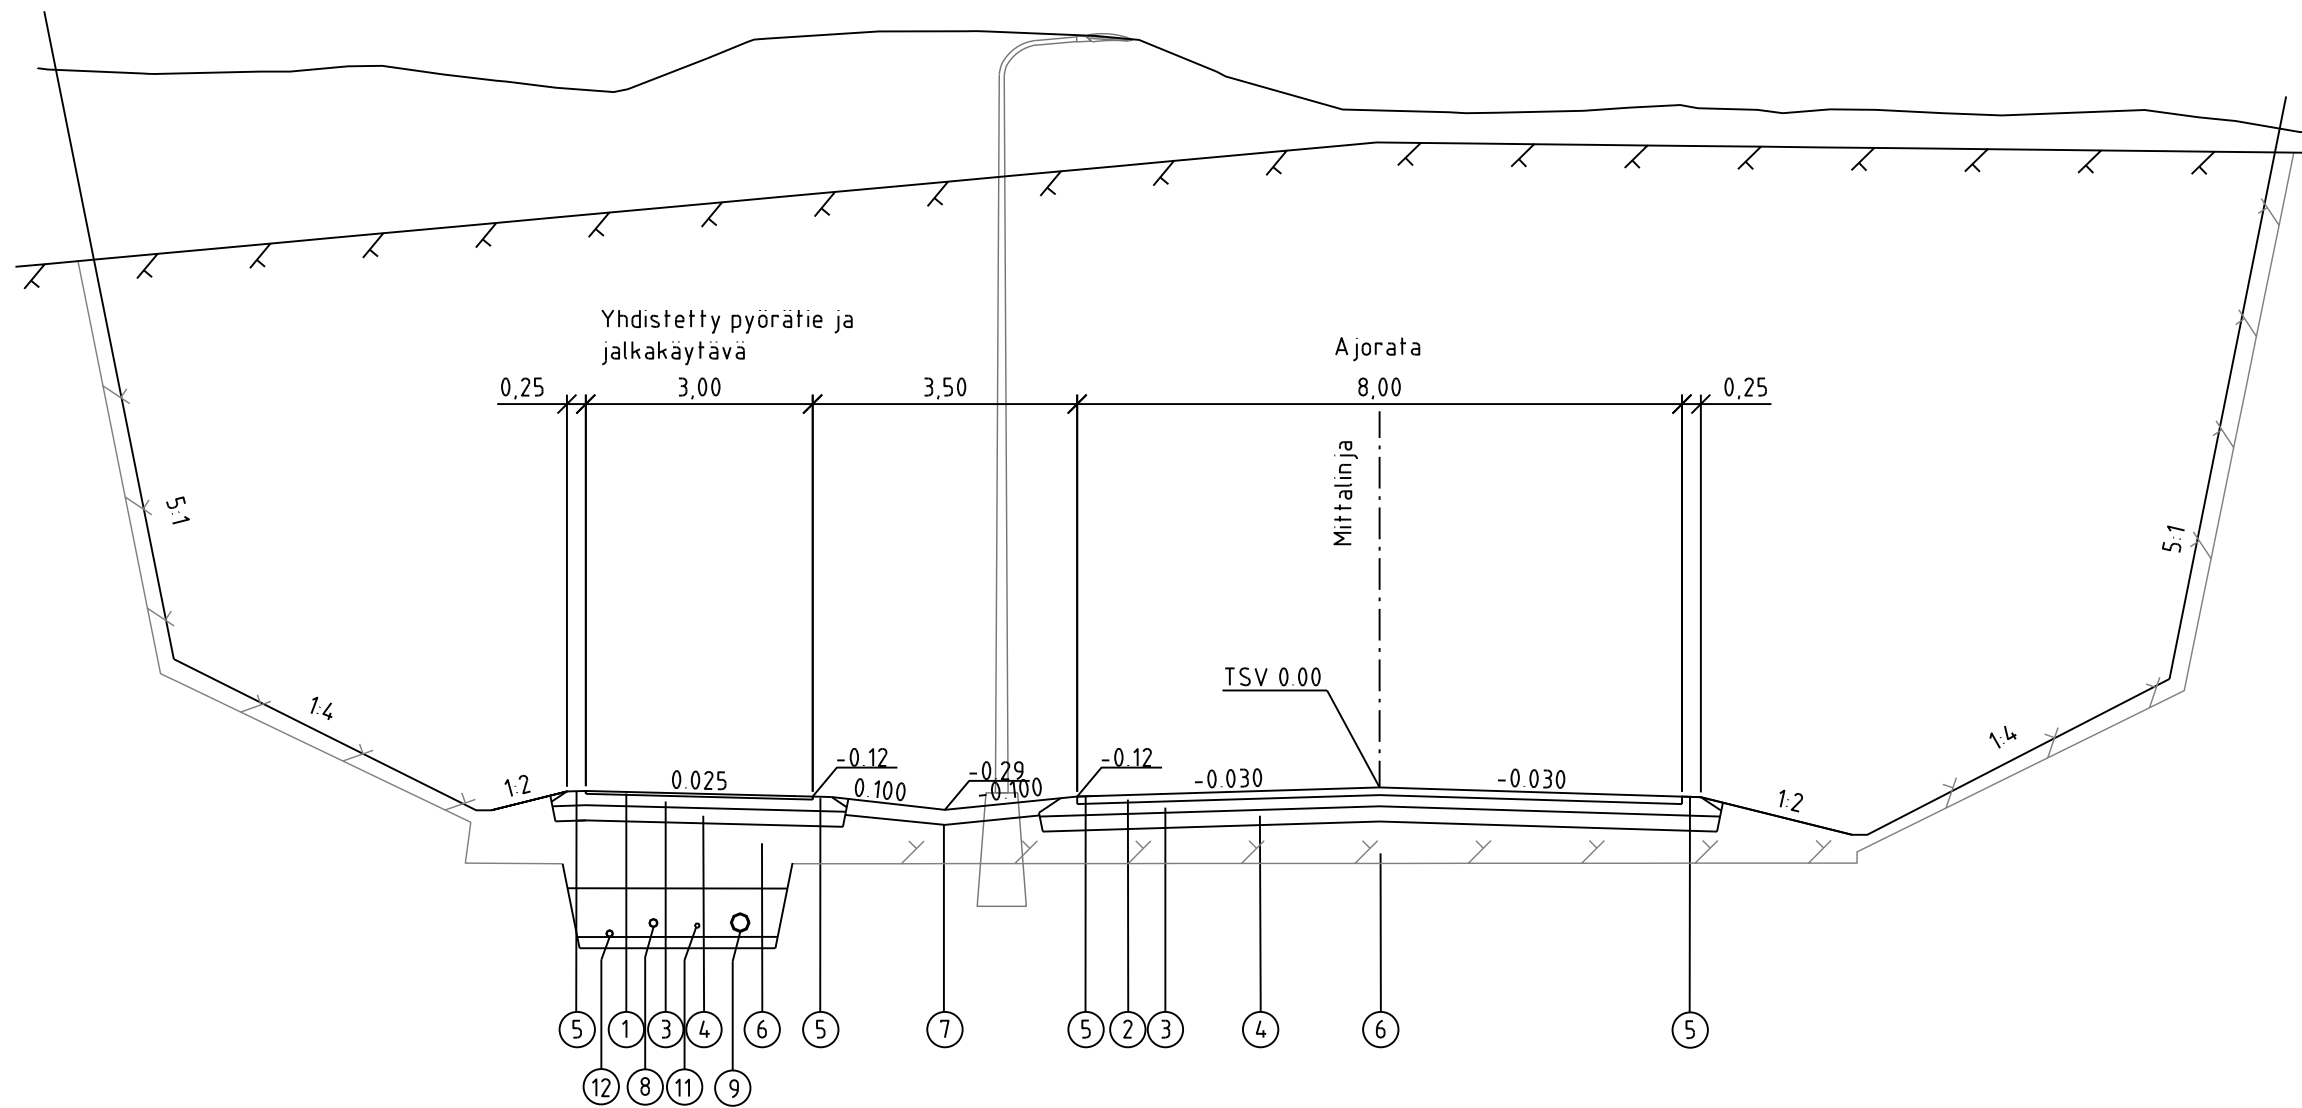 Yhdistetty pyörätie ja
jalkakäytävä
Ajorata
0,25 3,00 3,50 8,00 0,25
Mittalinja
5:1
5:1
TSV 0.00
1:4
1:4
-0.12
-0.29
-0.12
1:2
0.025
0.100
-0.100
-0.030
-0.030
1:2
5 1 3 4 6 5 7 5 2 3 4 6 5
12 8 11 9